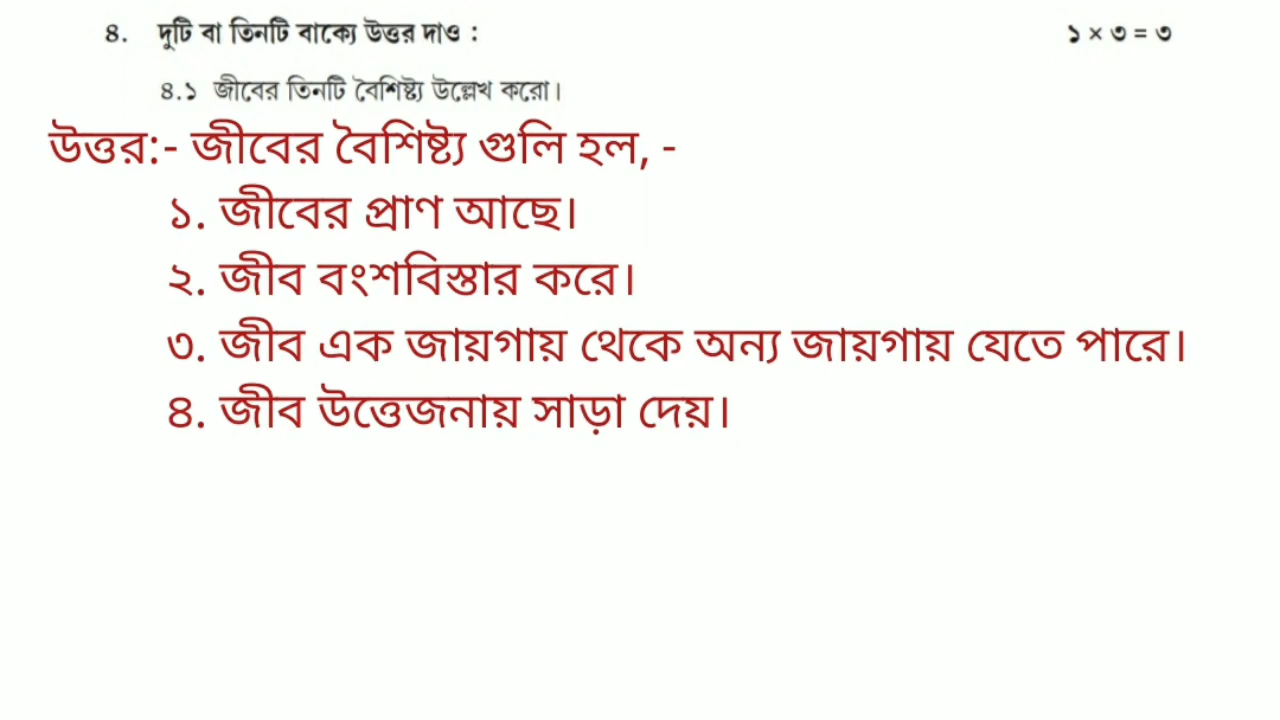 ৪. দুটি বা তিনটি বাক্যে উত্তর দাও : ১ × ৩ = ৩
৪.১ জীবের তিনটি বৈশিষ্ট্য উল্লেখ করো।
উত্তর:- জীবের বৈশিষ্ট্য গুলি হল, -
১. জীবের প্রাণ আছে।
২. জীব বংশবিস্তার করে।
৩. জীব এক জায়গায় থেকে অন্য জায়গায় যেতে পারে।
৪. জীব উত্তেজনায় সাড়া দেয়।